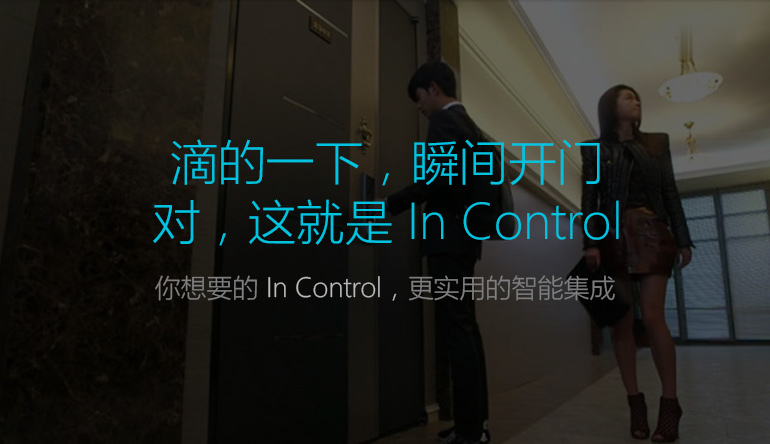 滴的一下，瞬间开门
对，这就是 In Control
你想要的 In Control，更实用的智能集成